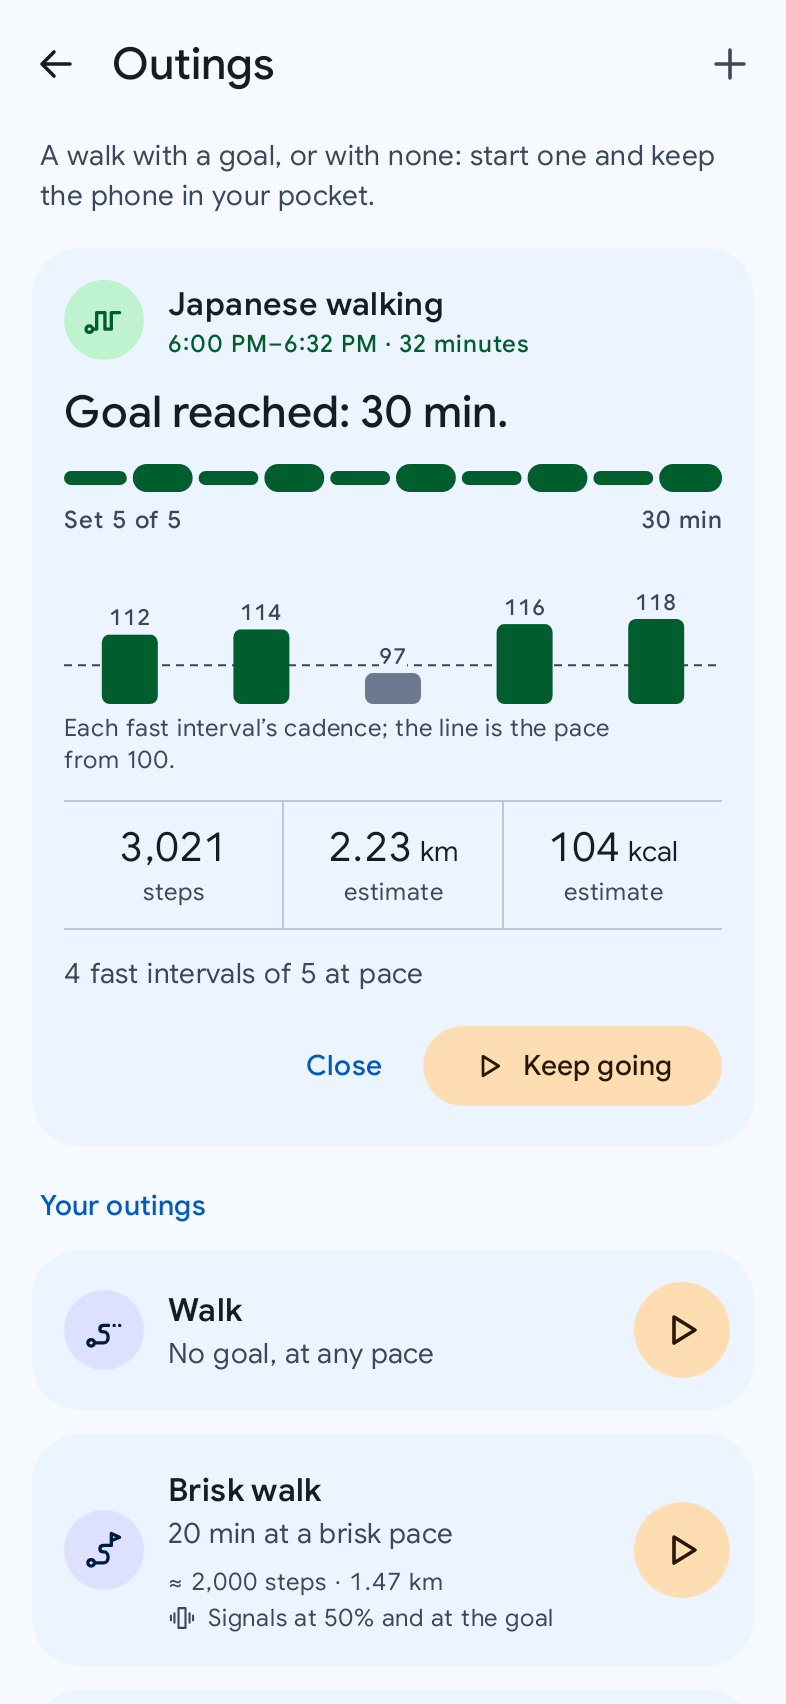 Outings
A walk with a goal, or with none: start one and keep
the phone in your pocket.
Japanese walking
6:00 PM–6:32 PM · 32 minutes
Goal reached: 30 min.
Set 5 of 5
30 min
112
114
97
116
118
Each fast interval’s cadence; the line is the pace
from 100.
3,021
steps
2.23 km
estimate
104 kcal
estimate
4 fast intervals of 5 at pace
Close
Keep going
Your outings
Walk
No goal, at any pace
Brisk walk
20 min at a brisk pace
≈ 2,000 steps · 1.47 km
Signals at 50% and at the goal